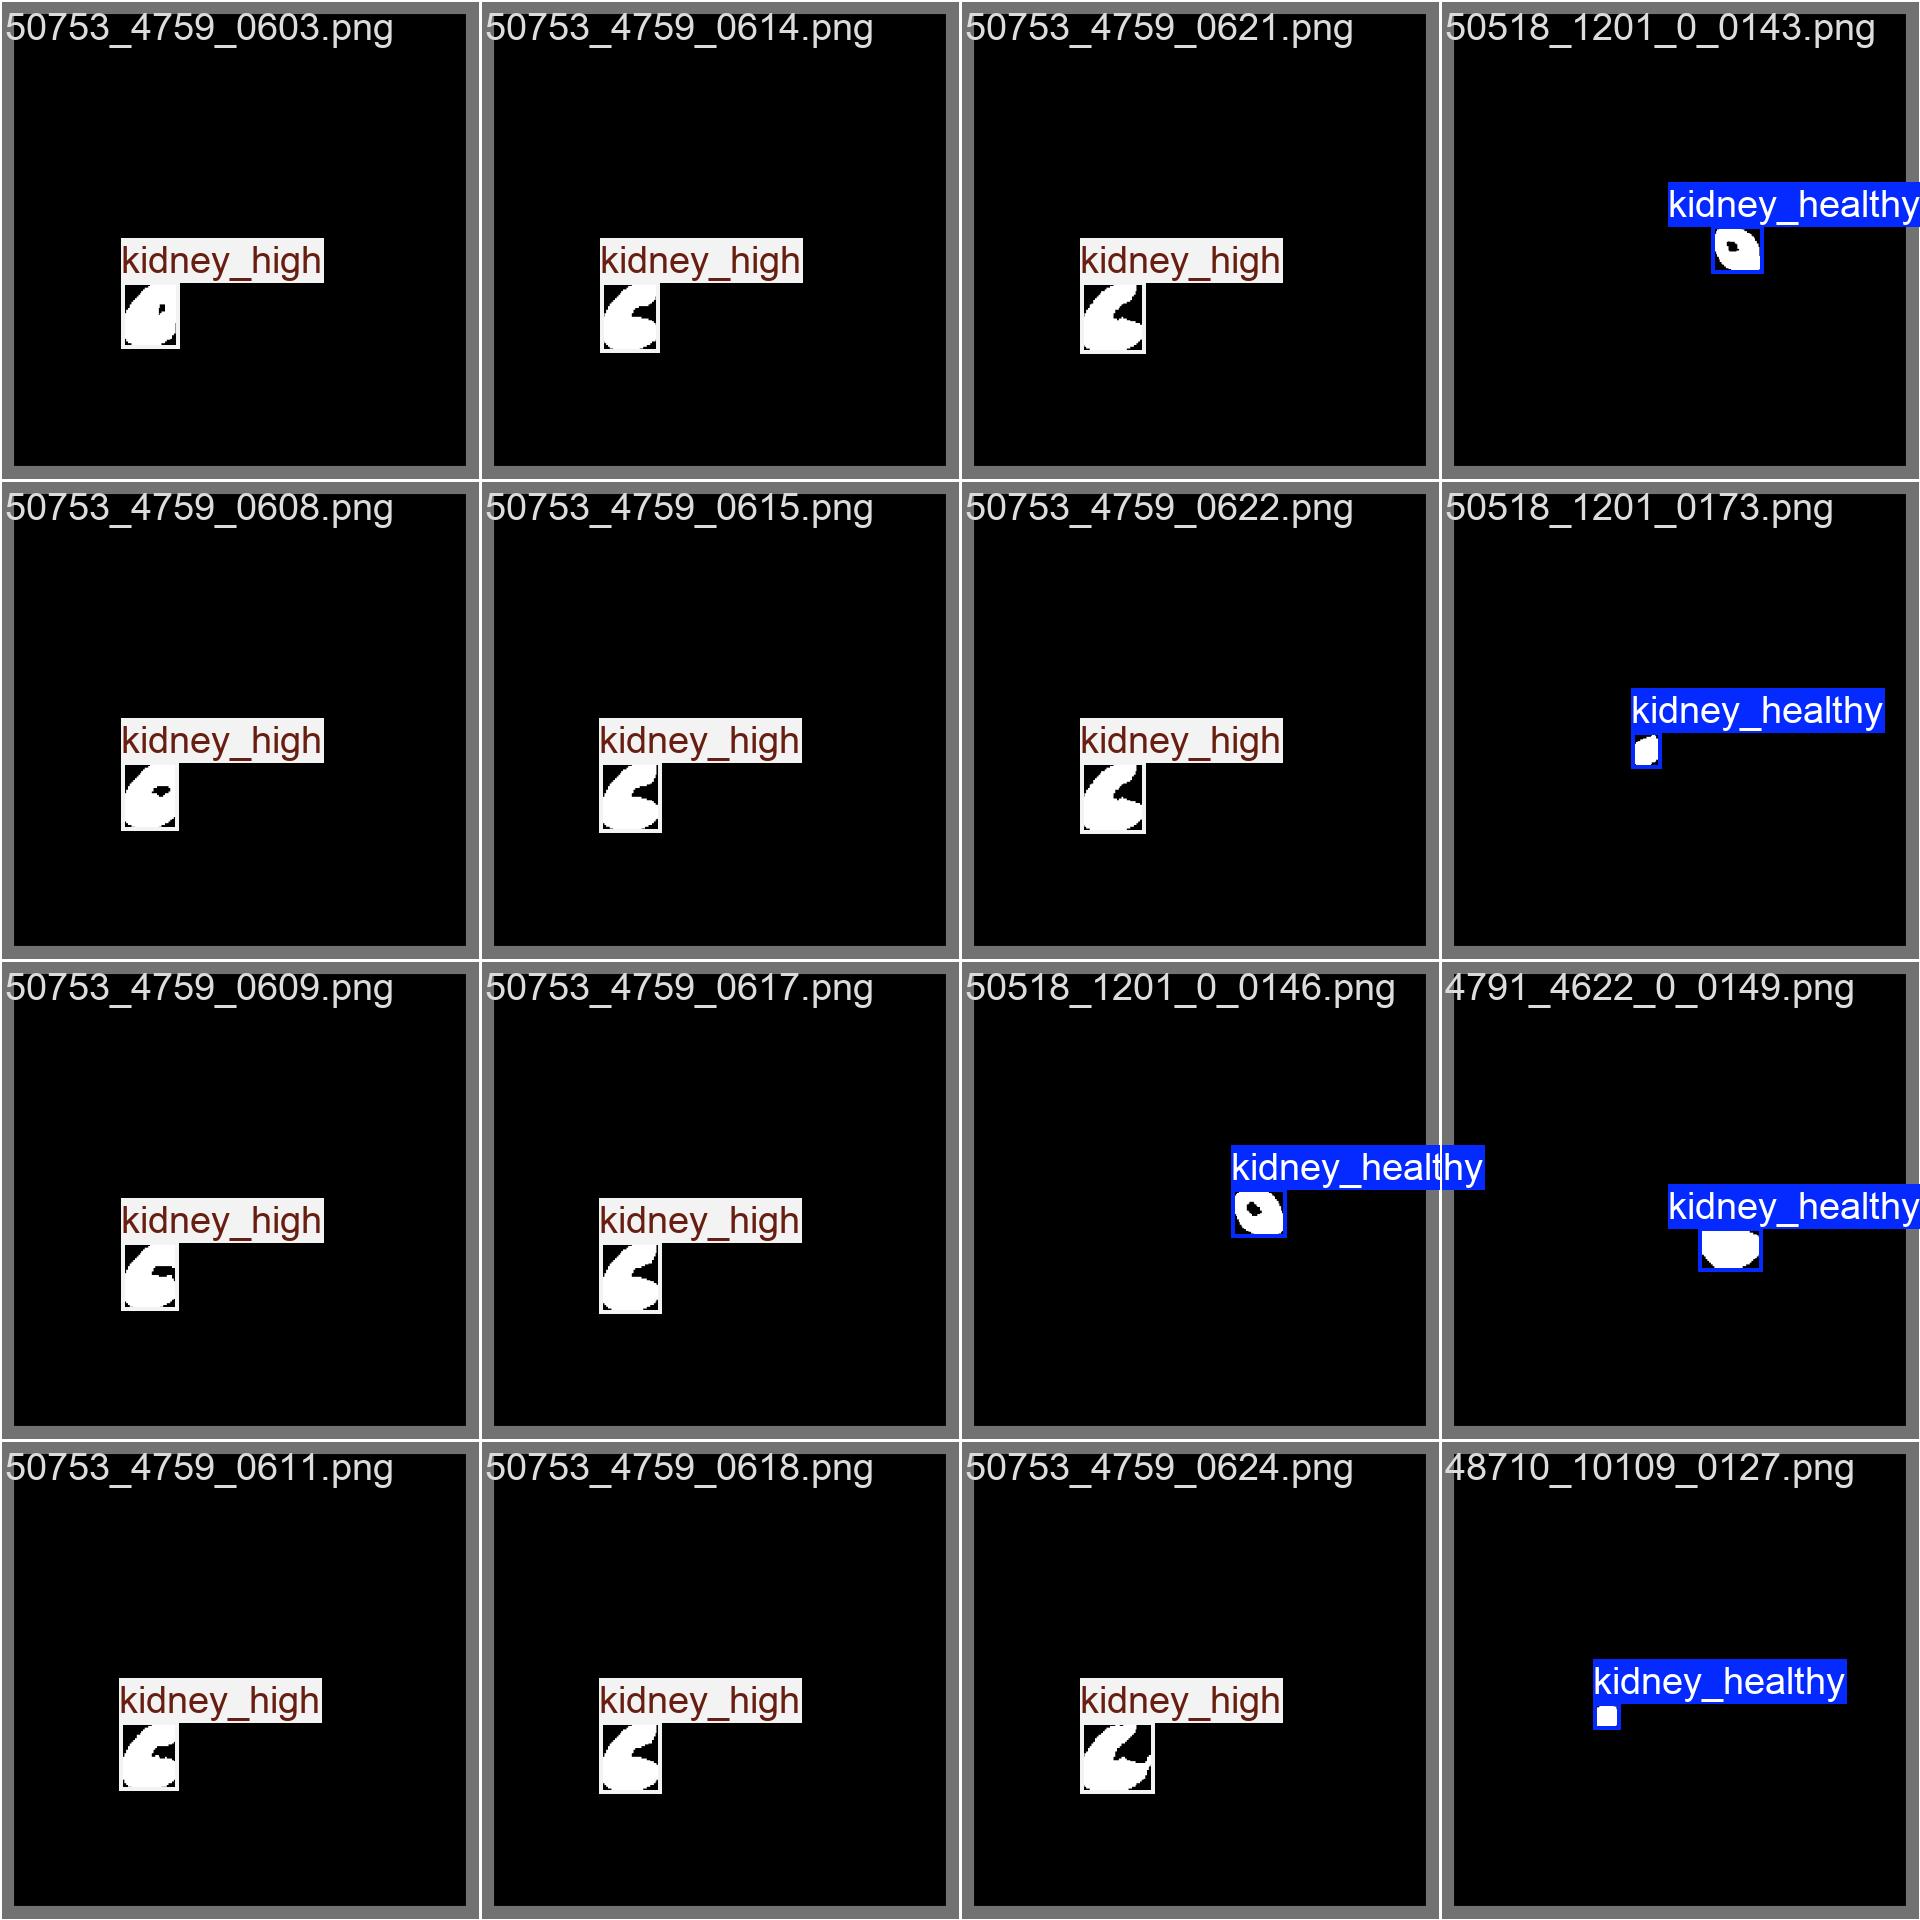 50753_4759_0603.png
kidney_high
50753_4759_0614.png
kidney_high
50753_4759_0621.png
kidney_high
50518_1201_0_0143.png
kidney_healthy
50753_4759_0608.png
kidney_high
50753_4759_0615.png
kidney_high
50753_4759_0622.png
kidney_high
50518_1201_0173.png
kidney_healthy
50753_4759_0609.png
kidney_high
50753_4759_0617.png
kidney_high
50518_1201_0_0146.png
kidney_healthy
4791_4622_0_0149.png
kidney_healthy
50753_4759_0611.png
kidney_high
50753_4759_0618.png
kidney_high
50753_4759_0624.png
kidney_high
48710_10109_0127.png
kidney_healthy